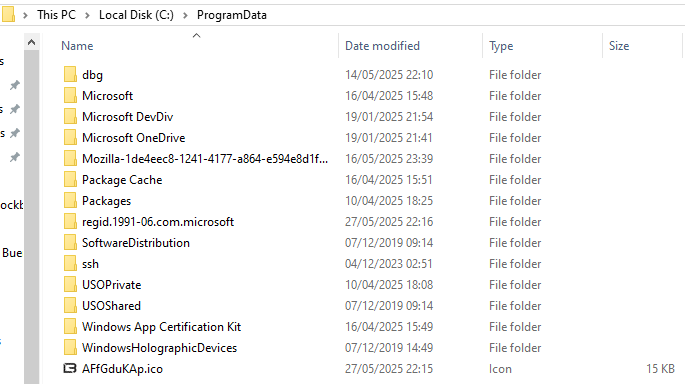 This PC > Local Disk (C:) > ProgramData
Name Date modified Type Size
dbg 14/05/2025 22:10 File folder
Microsoft 16/04/2025 15:48 File folder
Microsoft DevDiv 19/01/2025 21:54 File folder
Microsoft OneDrive 19/01/2025 21:41 File folder
Mozilla-1de4eec8-1241-4177-a864-e594e8d1f... 16/05/2025 23:39 File folder
Package Cache 16/04/2025 15:51 File folder
Packages 10/04/2025 18:25 File folder
regid.1991-06.com.microsoft 27/05/2025 22:16 File folder
SoftwareDistribution 07/12/2019 09:14 File folder
ssh 04/12/2023 02:51 File folder
USOPrivate 10/04/2025 18:08 File folder
USOShared 07/12/2019 09:14 File folder
Windows App Certification Kit 16/04/2025 15:49 File folder
WindowsHolographicDevices 07/12/2019 14:49 File folder
AFfGduKAp.ico 27/05/2025 22:15 Icon 15 KB
s
s
s
ockb
Bue